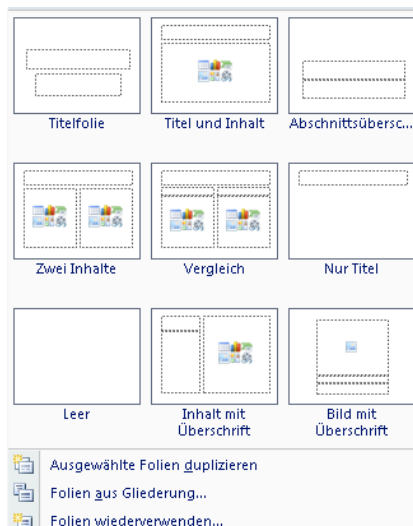 Titelfolie
Titel und Inhalt
Abschnittsübersc...
Zwei Inhalte
Vergleich
Nur Titel
Leer
Inhalt mit
Überschrift
Bild mit
Überschrift
Ausgewählte Folien duplizieren
Folien aus Gliederung...
Folien wiederverwenden...